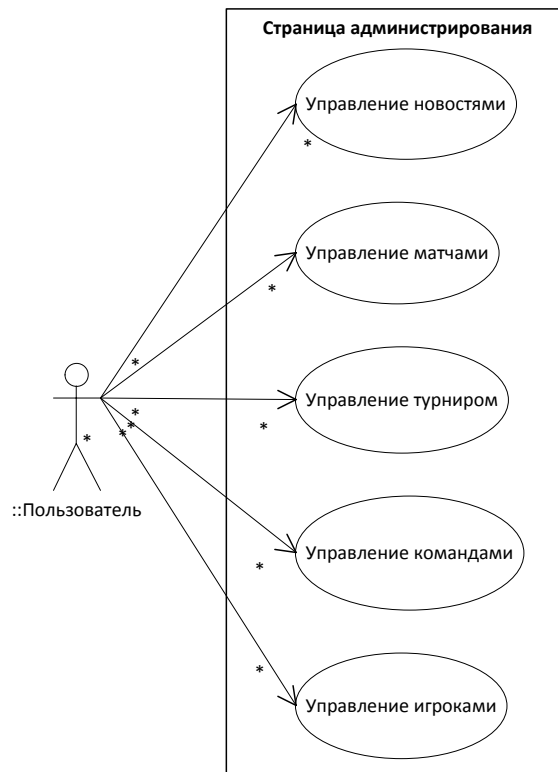 Страница администрирования
Управление новостями
*
Управление матчами
*
*
Управление турниром
*
*
*
**
::Пользователь
Управление командами
*
Управление игроками
*